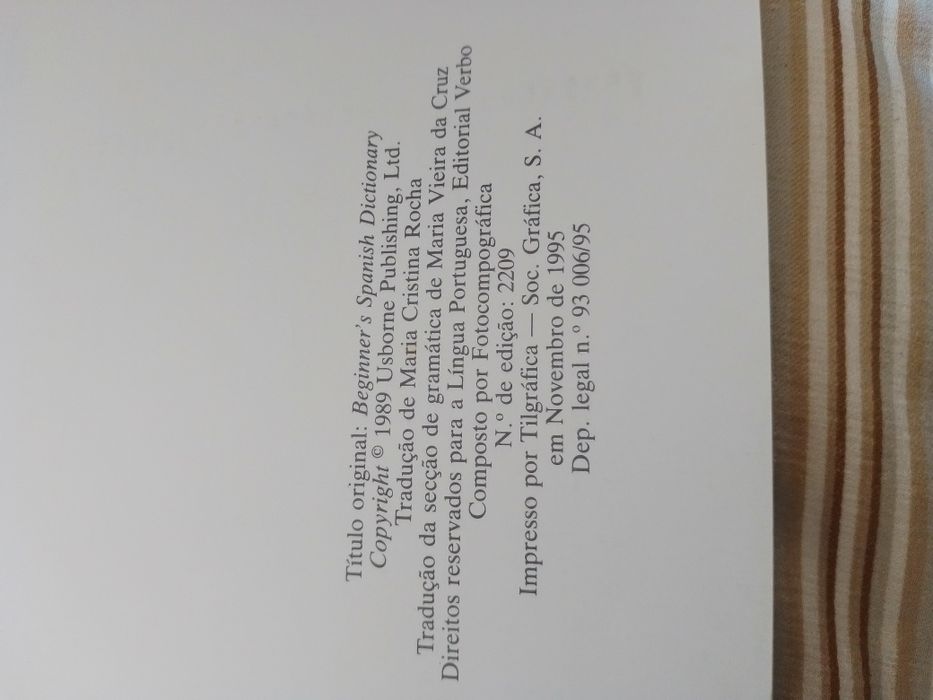 Título original: Beginner's Spanish Dictionary
Copyright © 1989 Usborne Publishing, Ltd.
Tradução de Maria Cristina Rocha
Tradução da secção de gramática de Maria Vieira da Cruz
Direitos reservados para a Língua Portuguesa, Editorial Verbo
Composto por Fotocompográfica
N.º de edição: 2209
Impresso por Tilgráfica — Soc. Gráfica, S. A.
em Novembro de 1995
Dep. legal n.º 93 006/95